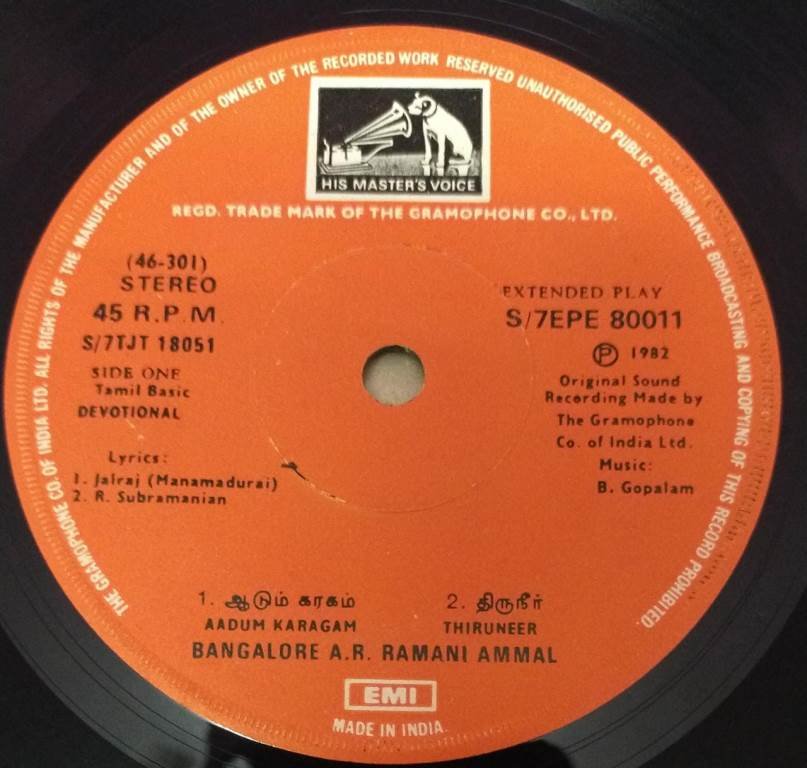 THE GRAMOPHONE CO. OF INDIA LTD. ALL RIGHTS OF THE MANUFACTURER AND OF THE OWNER OF THE RECORDED WORK RESERVED UNAUTHORISED PUBLIC PERFORMANCE BROADCASTING AND COPYING OF THIS RECORD PROHIBITED.
HIS MASTER'S VOICE
REGD. TRADE MARK OF THE GRAMOPHONE CO., LTD.
(46-301)
STEREO
45 R.P.M.
S/7TJT 18051
SIDE ONE
Tamil Basic
DEVOTIONAL
Lyrics:
1. Jalraj (Manamadurai)
2. R. Subramanian
EXTENDED PLAY
S/7EPE 80011
Ⓟ 1982
Original Sound
Recording Made by
The Gramophone
Co. of India Ltd.
Music:
B. Gopalam
1. ஆடும் கரகம் 2. திருநீர்
AADUM KARAGAM THIRUNEER
BANGALORE A.R. RAMANI AMMAL
EMI
MADE IN INDIA.